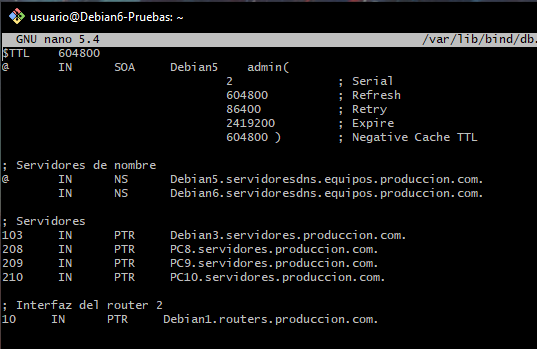 usuario@Debian6-Pruebas: ~
GNU nano 5.4 /var/lib/bind/db.
$TTL 604800
@ IN SOA Debian5 admin(
2 ; Serial
604800 ; Refresh
86400 ; Retry
2419200 ; Expire
604800 ) ; Negative Cache TTL
; Servidores de nombre
@ IN NS Debian5.servidoresdns.equipos.produccion.com.
IN NS Debian6.servidoresdns.equipos.produccion.com.
; Servidores
103 IN PTR Debian3.servidores.produccion.com.
208 IN PTR PC8.servidores.produccion.com.
209 IN PTR PC9.servidores.produccion.com.
210 IN PTR PC10.servidores.produccion.com.
; Interfaz del router 2
10 IN PTR Debian1.routers.produccion.com.